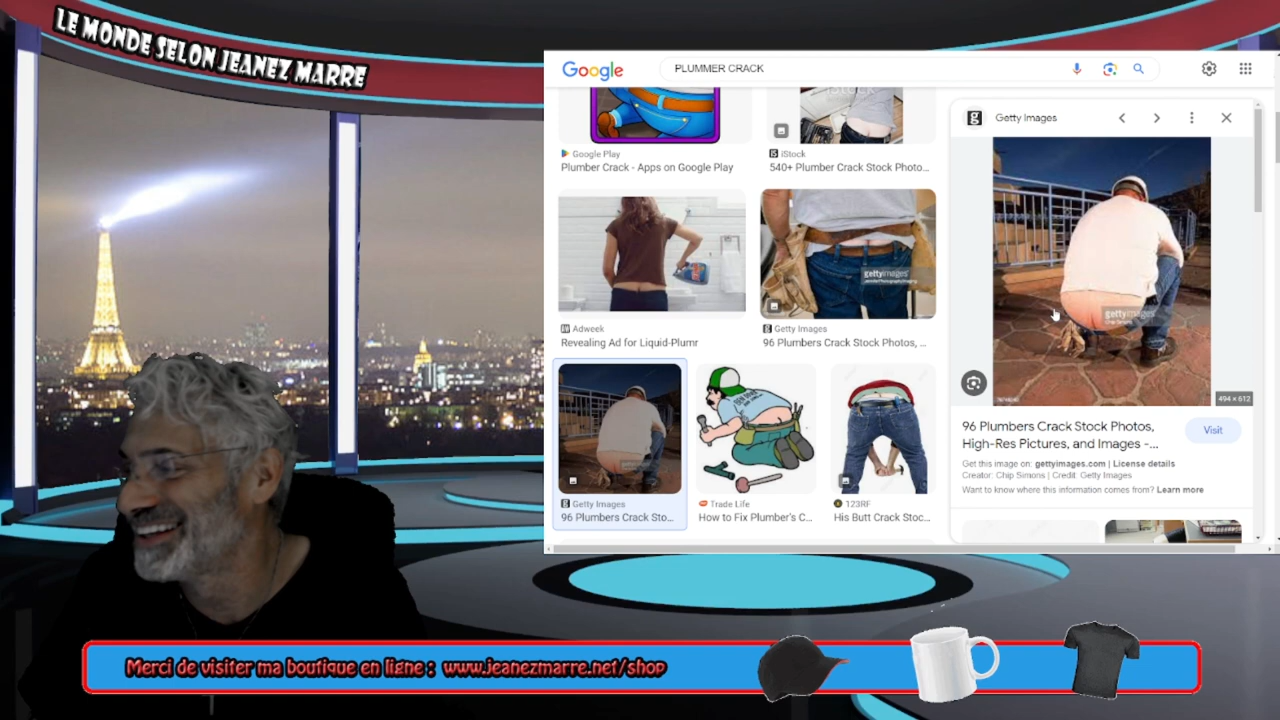 LE MONDE SELON JEANEZ MARRE
Google
PLUMMER CRACK
iStock
Getty Images
Google Play
Plumber Crack - Apps on Google Play
iStock
540+ Plumber Crack Stock Photo...
gettyimages
gettyimages
Chip Simons
Adweek
Revealing Ad for Liquid-Plumr
Getty Images
96 Plumbers Crack Stock Photos, ...
494 × 612
96 Plumbers Crack Stock Photos,
High-Res Pictures, and Images -...
Visit
Get this image on: gettyimages.com | License details
Creator: Chip Simons | Credit: Getty Images
Want to know where this information comes from? Learn more
Getty Images
96 Plumbers Crack Sto...
Trade Life
How to Fix Plumber's C...
123RF
His Butt Crack Stoc...
Merci de visiter ma boutique en ligne : www.jeanezmarre.net/shop